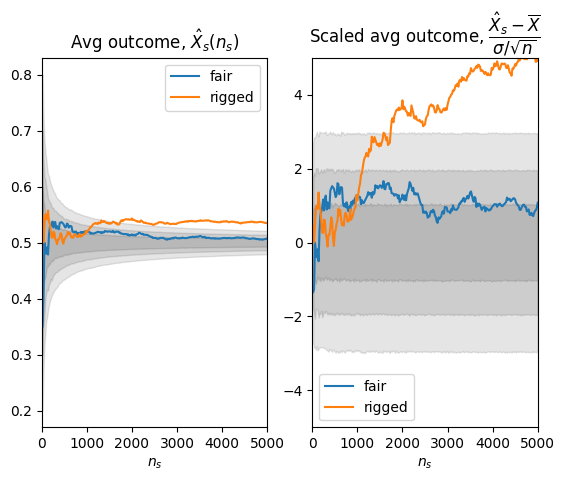 Avg outcome, X̂ₛ(nₛ)
0.8
0.7
0.6
0.5
0.4
0.3
0.2
0 1000 2000 3000 4000 5000
nₛ
fair
rigged
Scaled avg outcome, (X̂ₛ − X̅)/(σ/√n)
4
2
0
−2
−4
0 1000 2000 3000 4000 5000
nₛ
fair
rigged